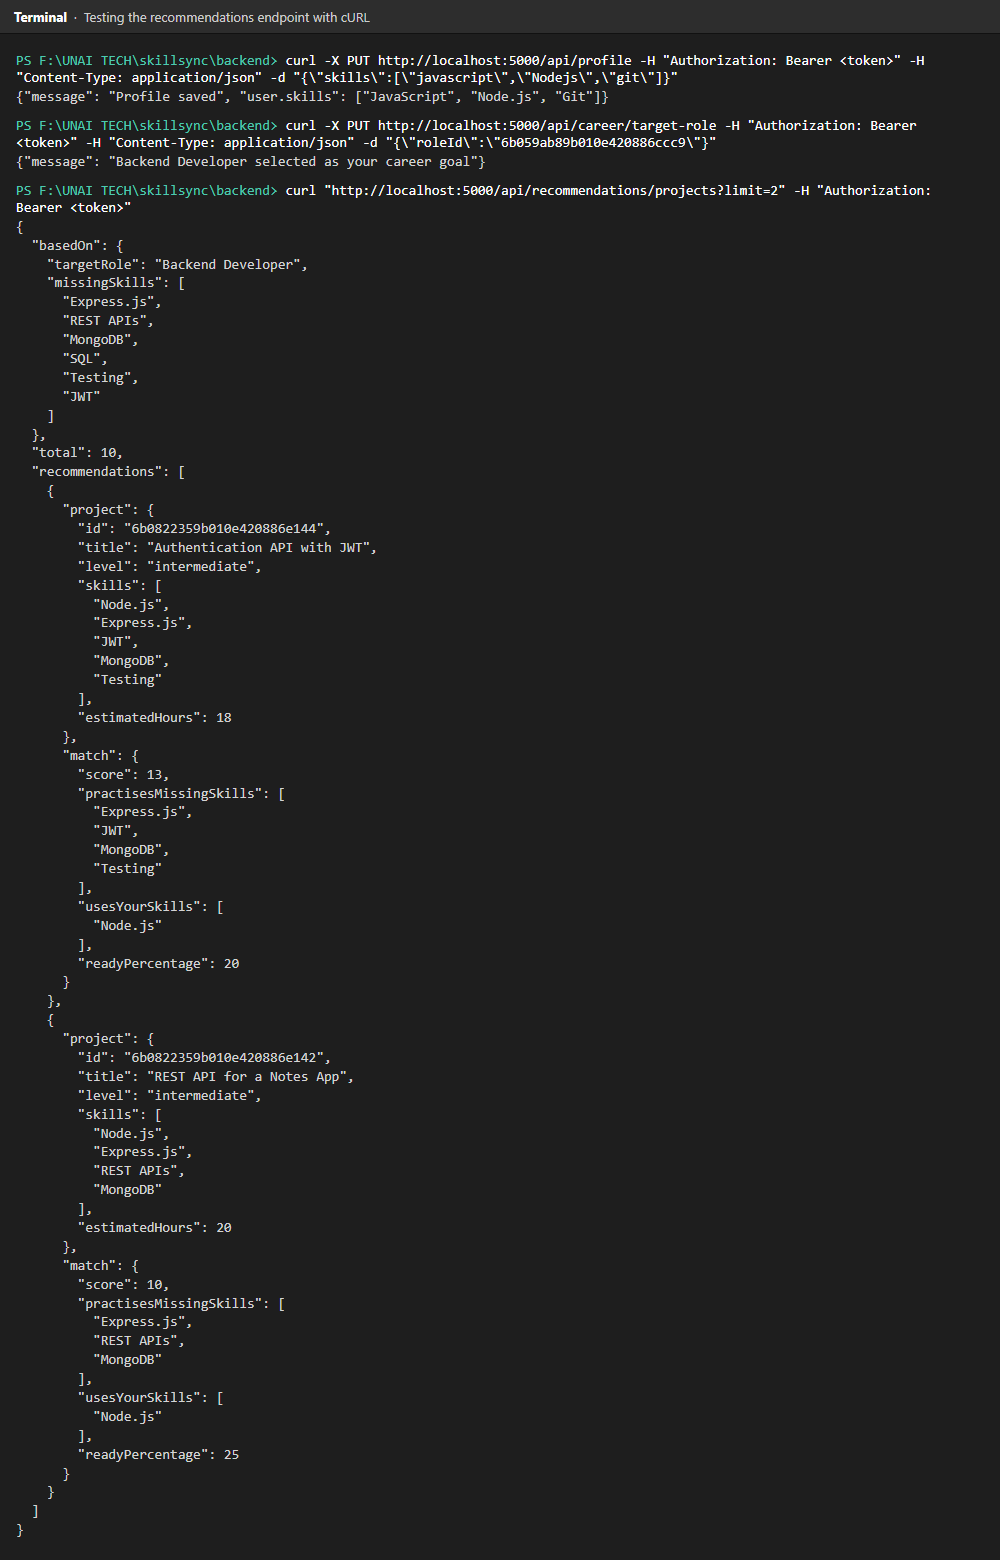 Terminal · Testing the recommendations endpoint with cURL
PS F:\UNAI TECH\skillsync\backend> curl -X PUT http://localhost:5000/api/profile -H "Authorization: Bearer <token>" -H
"Content-Type: application/json" -d "{\"skills\":[\"javascript\",\"Nodejs\",\"git\"]}"
{"message": "Profile saved", "user.skills": ["JavaScript", "Node.js", "Git"]}
PS F:\UNAI TECH\skillsync\backend> curl -X PUT http://localhost:5000/api/career/target-role -H "Authorization: Bearer
<token>" -H "Content-Type: application/json" -d "{\"roleId\":\"6b059ab89b010e420886ccc9\"}"
{"message": "Backend Developer selected as your career goal"}
PS F:\UNAI TECH\skillsync\backend> curl "http://localhost:5000/api/recommendations/projects?limit=2" -H "Authorization:
Bearer <token>"
{
  "basedOn": {
    "targetRole": "Backend Developer",
    "missingSkills": [
      "Express.js",
      "REST APIs",
      "MongoDB",
      "SQL",
      "Testing",
      "JWT"
    ]
  },
  "total": 10,
  "recommendations": [
    {
      "project": {
        "id": "6b0822359b010e420886e144",
        "title": "Authentication API with JWT",
        "level": "intermediate",
        "skills": [
          "Node.js",
          "Express.js",
          "JWT",
          "MongoDB",
          "Testing"
        ],
        "estimatedHours": 18
      },
      "match": {
        "score": 13,
        "practisesMissingSkills": [
          "Express.js",
          "JWT",
          "MongoDB",
          "Testing"
        ],
        "usesYourSkills": [
          "Node.js"
        ],
        "readyPercentage": 20
      }
    },
    {
      "project": {
        "id": "6b0822359b010e420886e142",
        "title": "REST API for a Notes App",
        "level": "intermediate",
        "skills": [
          "Node.js",
          "Express.js",
          "REST APIs",
          "MongoDB"
        ],
        "estimatedHours": 20
      },
      "match": {
        "score": 10,
        "practisesMissingSkills": [
          "Express.js",
          "REST APIs",
          "MongoDB"
        ],
        "usesYourSkills": [
          "Node.js"
        ],
        "readyPercentage": 25
      }
    }
  ]
}